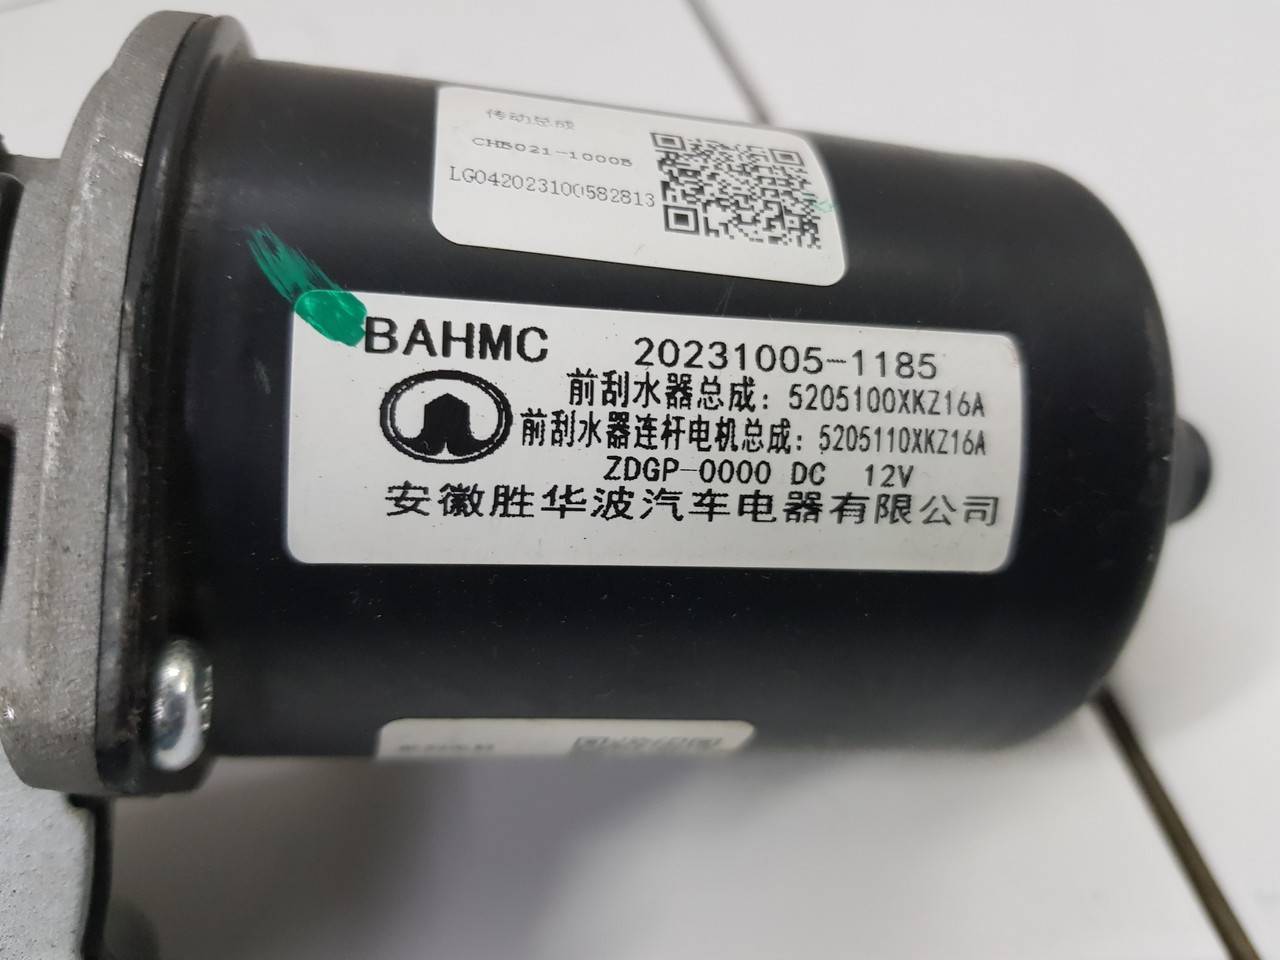 传动总成
CHB021-1000B
LG042023100582813
BAHMC
20231005-1185
前刮水器总成：5205100XKZ16A
前刮水器连杆电机总成：5205110XKZ16A
ZDGP-0000 DC 12V
安徽胜华波汽车电器有限公司